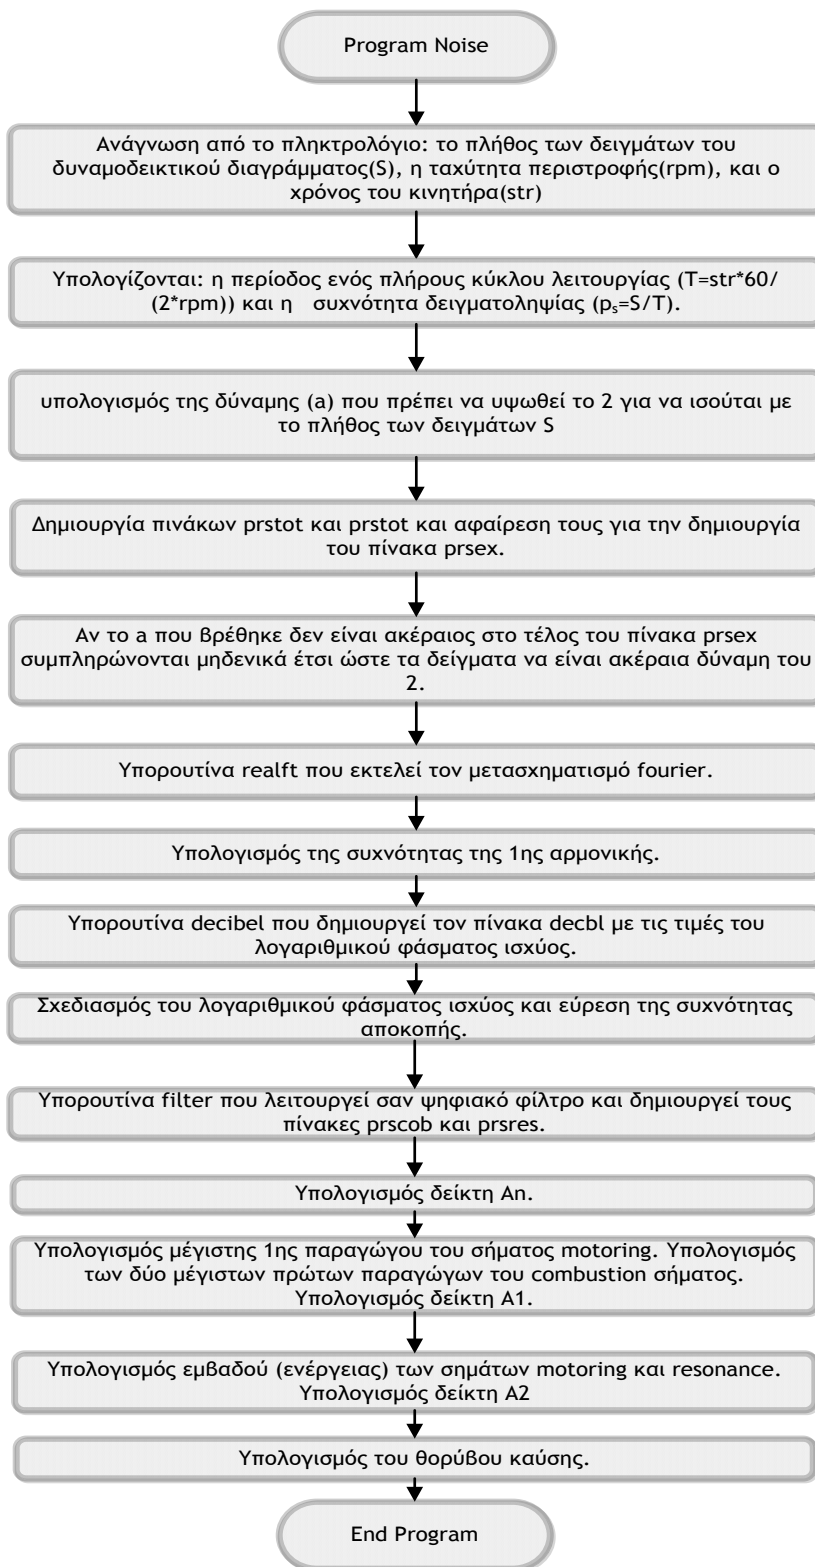 Program Noise
Ανάγνωση από το πληκτρολόγιο: το πλήθος των δειγμάτων του
δυναμοδεικτικού διαγράμματος(S), η ταχύτητα περιστροφής(rpm), και ο
χρόνος του κινητήρα(str)
Υπολογίζονται: η περίοδος ενός πλήρους κύκλου λειτουργίας (T=str*60/
(2*rpm)) και η συχνότητα δειγματοληψίας (pₛ=S/T).
υπολογισμός της δύναμης (a) που πρέπει να υψωθεί το 2 για να ισούται με
το πλήθος των δειγμάτων S
Δημιουργία πινάκων prstot και prstot και αφαίρεση τους για την δημιουργία
του πίνακα prsex.
Αν το a που βρέθηκε δεν είναι ακέραιος στο τέλος του πίνακα prsex
συμπληρώνονται μηδενικά έτσι ώστε τα δείγματα να είναι ακέραια δύναμη του
2.
Υπορουτίνα realft που εκτελεί τον μετασχηματισμό fourier.
Υπολογισμός της συχνότητας της 1ης αρμονικής.
Υπορουτίνα decibel που δημιουργεί τον πίνακα decbl με τις τιμές του
λογαριθμικού φάσματος ισχύος.
Σχεδιασμός του λογαριθμικού φάσματος ισχύος και εύρεση της συχνότητας
αποκοπής.
Υπορουτίνα filter που λειτουργεί σαν ψηφιακό φίλτρο και δημιουργεί τους
πίνακες prscob και prsres.
Υπολογισμός δείκτη An.
Υπολογισμός μέγιστης 1ης παραγώγου του σήματος motoring. Υπολογισμός
των δύο μέγιστων πρώτων παραγώγων του combustion σήματος.
Υπολογισμός δείκτη A1.
Υπολογισμός εμβαδού (ενέργειας) των σημάτων motoring και resonance.
Υπολογισμός δείκτη A2
Υπολογισμός του θορύβου καύσης.
End Program